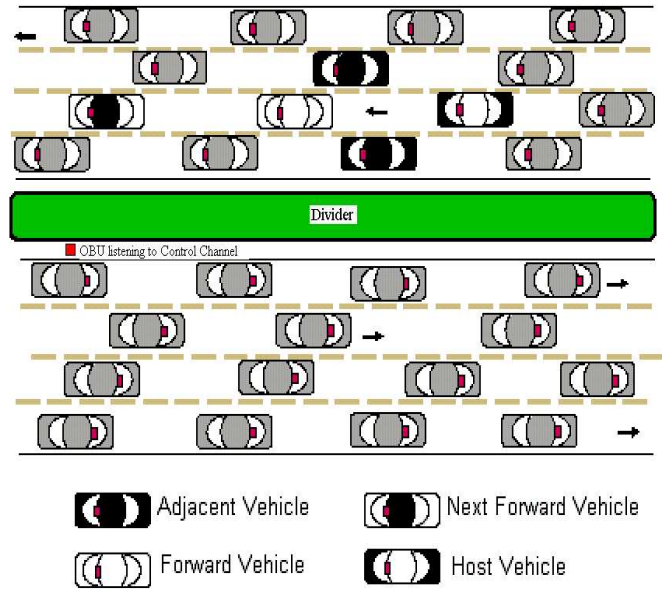 Divider
OBU listening to Control Channel
Adjacent Vehicle
Next Forward Vehicle
Forward Vehicle
Host Vehicle